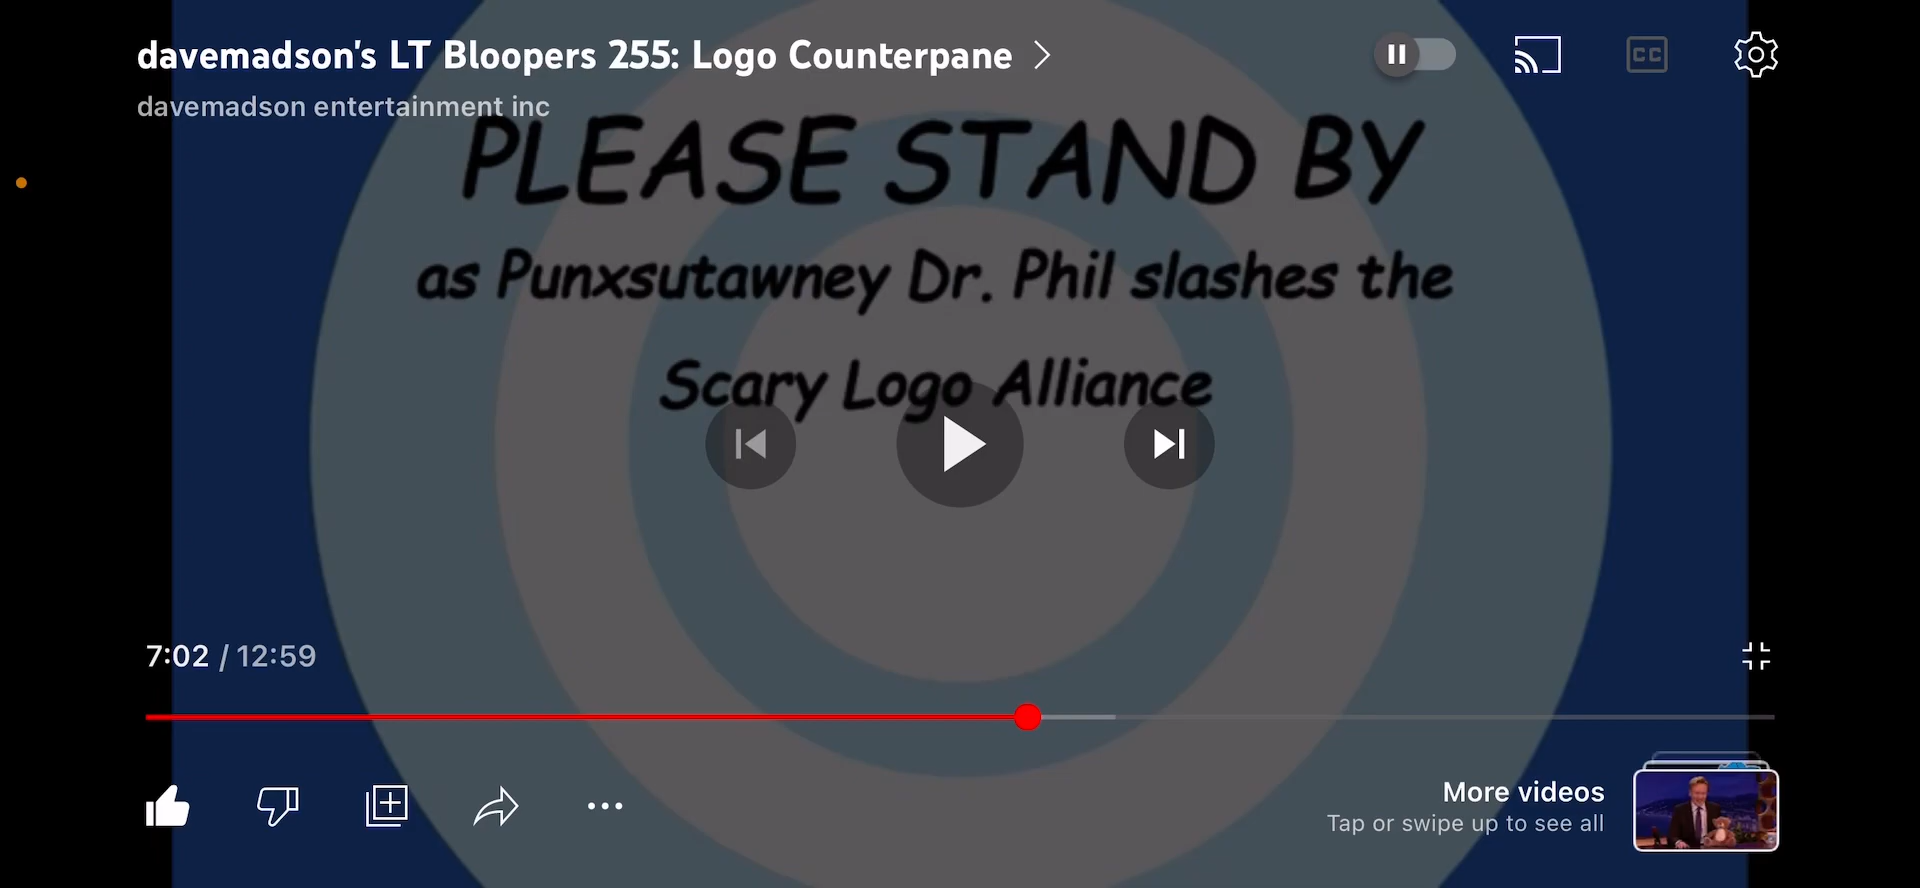 davemadson's LT Bloopers 255: Logo Counterpane
davemadson entertainment inc
CC
PLEASE STAND BY
as Punxsutawney Dr. Phil slashes the
Scary Logo Alliance
7:02 / 12:59
More videos
Tap or swipe up to see all